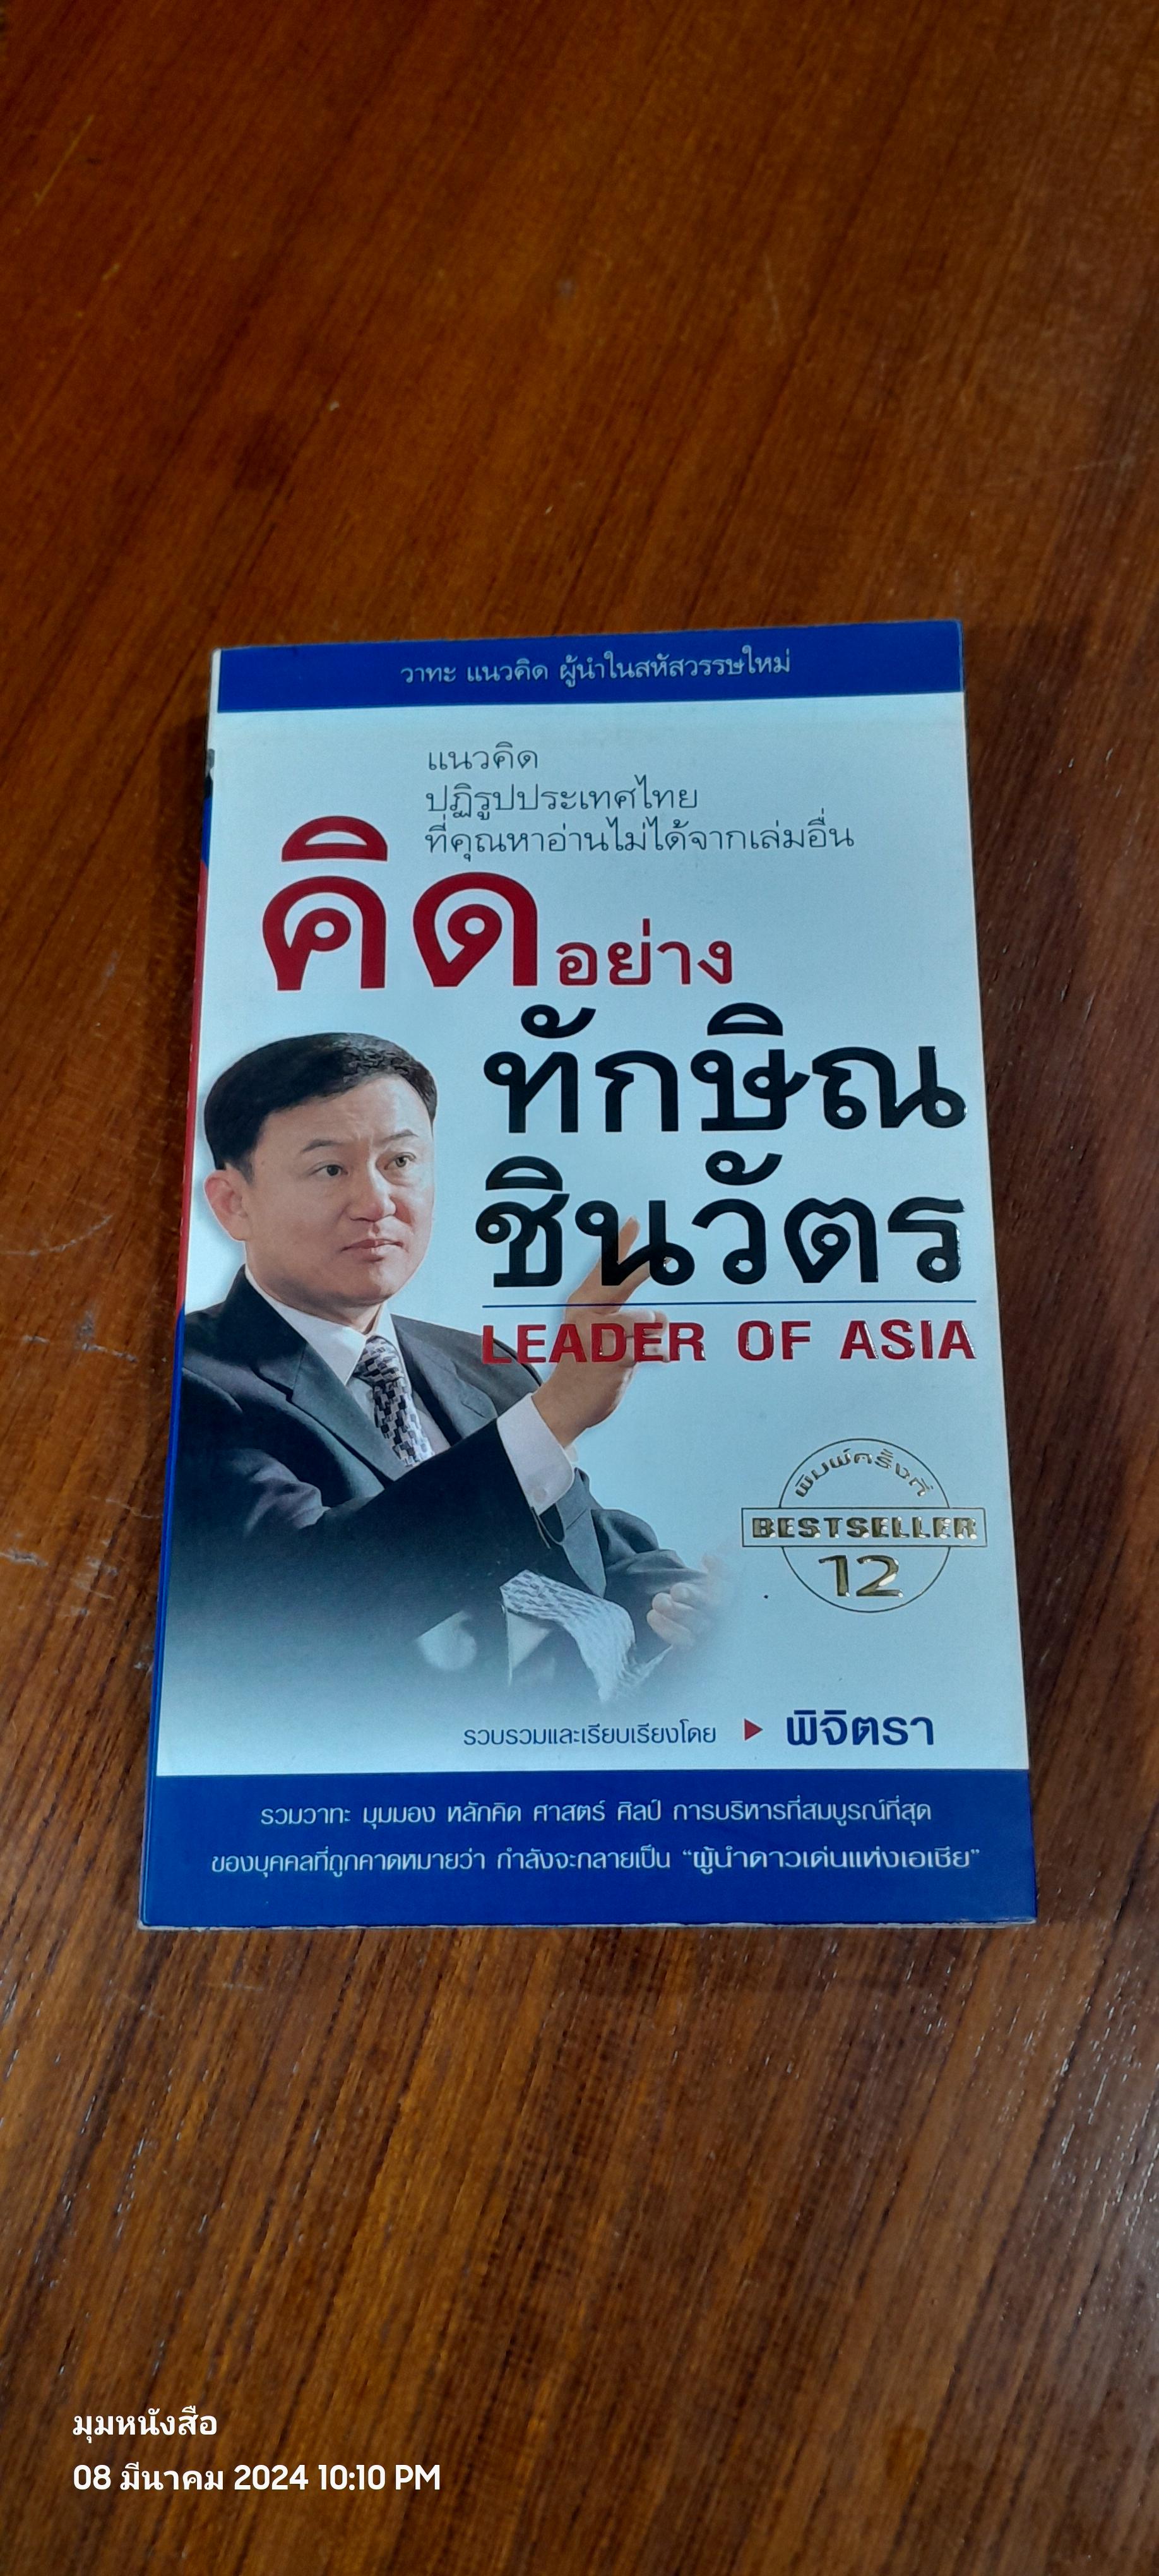 วาทะ แนวคิด ผู้นำในสหัสวรรษใหม่
แนวคิด
ปฏิรูปประเทศไทย
ที่คุณหาอ่านไม่ได้จากเล่มอื่น
คิดอย่าง
ทักษิณ
ชินวัตร
LEADER OF ASIA
พิมพ์ครั้งที่
BESTSELLER
12
รวบรวมและเรียบเรียงโดย ▶ พิจิตรา
รวมวาทะ มุมมอง หลักคิด ศาสตร์ ศิลป์ การบริหารที่สมบูรณ์ที่สุด
ของบุคคลที่ถูกคาดหมายว่า กำลังจะกลายเป็น “ผู้นำดาวเด่นแห่งเอเชีย”
มุมหนังสือ
08 มีนาคม 2024 10:10 PM